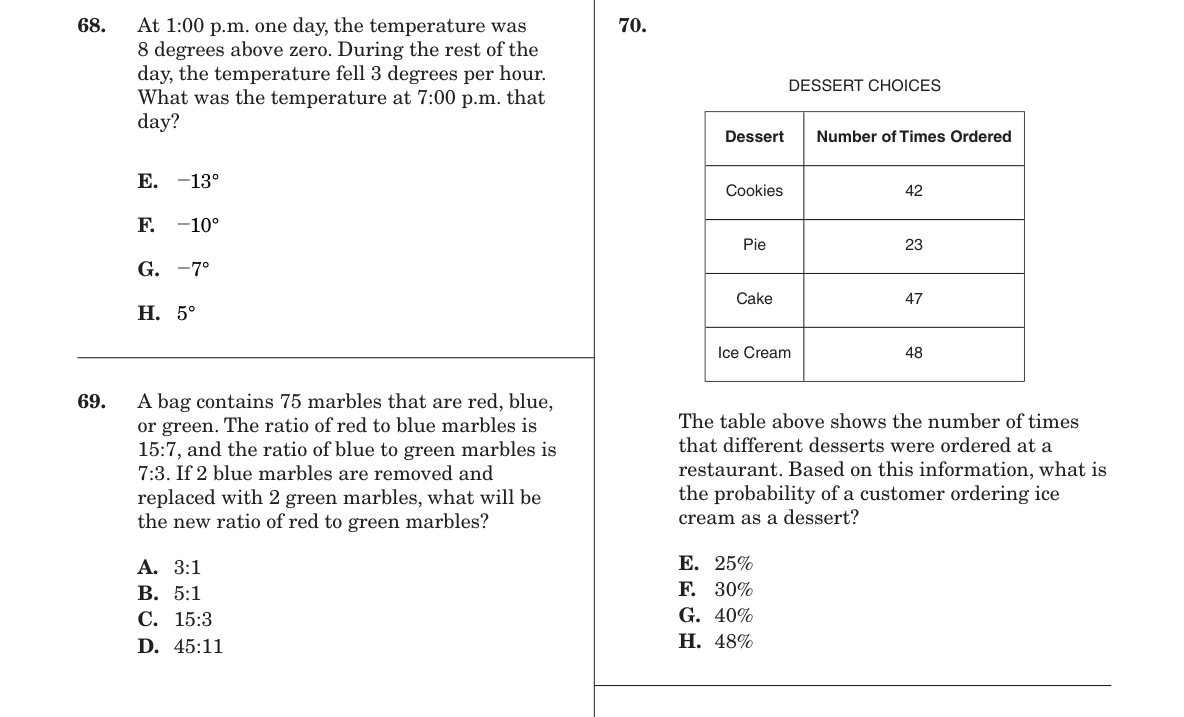 68. At 1:00 p.m. one day, the temperature was
8 degrees above zero. During the rest of the
day, the temperature fell 3 degrees per hour.
What was the temperature at 7:00 p.m. that
day?
E. −13°
F. −10°
G. −7°
H. 5°
69. A bag contains 75 marbles that are red, blue,
or green. The ratio of red to blue marbles is
15:7, and the ratio of blue to green marbles is
7:3. If 2 blue marbles are removed and
replaced with 2 green marbles, what will be
the new ratio of red to green marbles?
A. 3:1
B. 5:1
C. 15:3
D. 45:11
70.
DESSERT CHOICES
Dessert Number of Times Ordered
Cookies 42
Pie 23
Cake 47
Ice Cream 48
The table above shows the number of times
that different desserts were ordered at a
restaurant. Based on this information, what is
the probability of a customer ordering ice
cream as a dessert?
E. 25%
F. 30%
G. 40%
H. 48%